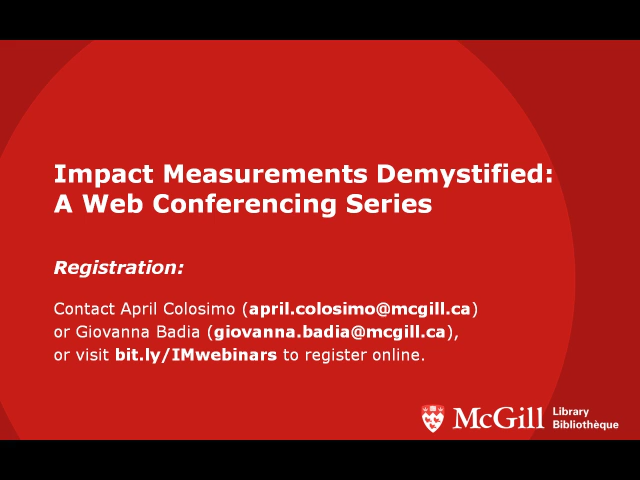 Impact Measurements Demystified:
A Web Conferencing Series
Registration:
Contact April Colosimo (april.colosimo@mcgill.ca)
or Giovanna Badia (giovanna.badia@mcgill.ca),
or visit bit.ly/IMwebinars to register online.
McGill
Library
Bibliothèque